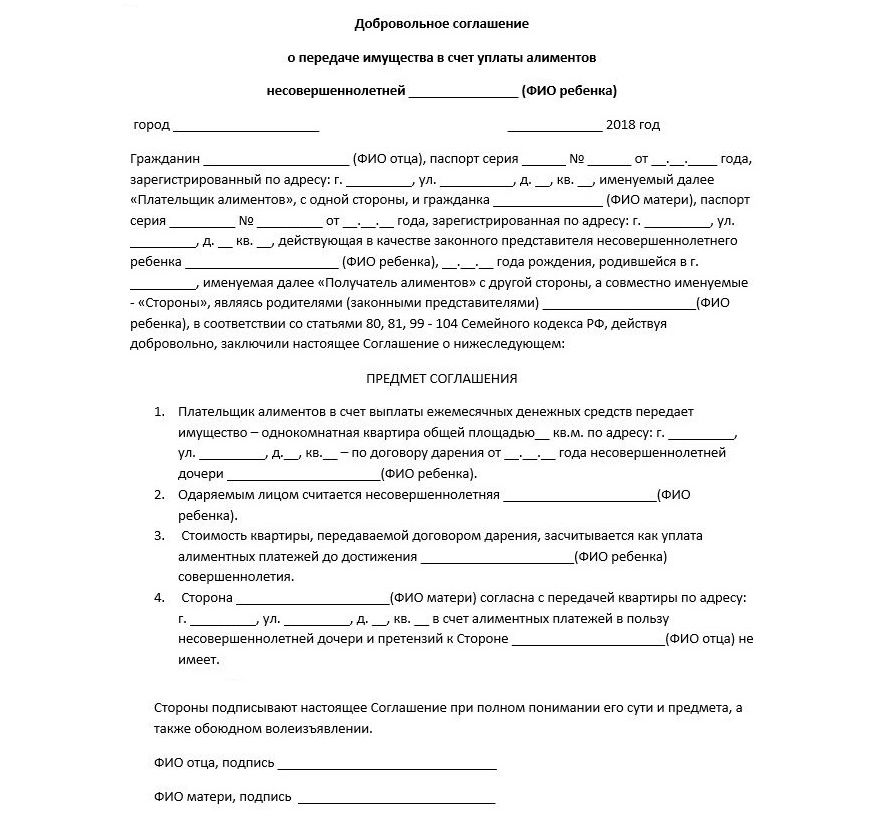 Добровольное соглашение
о передаче имущества в счет уплаты алиментов
несовершеннолетней _______________ (ФИО ребенка)
город ____________________ _____________ 2018 год
Гражданин ____________________ (ФИО отца), паспорт серия ______ № ______ от __.__.____ года,
зарегистрированный по адресу: г. _________, ул. __________, д. __, кв. __, именуемый далее
«Плательщик алиментов», с одной стороны, и гражданка _______________ (ФИО матери), паспорт
серия _________ № _________ от __.__.__ года, зарегистрированная по адресу: г. _________, ул.
_________, д. __ кв. __, действующая в качестве законного представителя несовершеннолетнего
ребенка _____________________ (ФИО ребенка), __.__.__ года рождения, родившейся в г.
_________, именуемая далее «Получатель алиментов» с другой стороны, а совместно именуемые
- «Стороны», являясь родителями (законными представителями) _____________________(ФИО
ребенка), в соответствии со статьями 80, 81, 99 - 104 Семейного кодекса РФ, действуя
добровольно, заключили настоящее Соглашение о нижеследующем:
ПРЕДМЕТ СОГЛАШЕНИЯ
1. Плательщик алиментов в счет выплаты ежемесячных денежных средств передает
имущество – однокомнатная квартира общей площадью__ кв.м. по адресу: г. _________,
ул. _________, д.__, кв.__ – по договору дарения от __.__.__ года несовершеннолетней
дочери _____________________(ФИО ребенка).
2. Одаряемым лицом считается несовершеннолетняя _____________________(ФИО
ребенка).
3. Стоимость квартиры, передаваемой договором дарения, засчитывается как уплата
алиментных платежей до достижения _____________________(ФИО ребенка)
совершеннолетия.
4. Сторона _____________________(ФИО матери) согласна с передачей квартиры по адресу:
г. _________, ул. _________, д. __, кв. __ в счет алиментных платежей в пользу
несовершеннолетней дочери и претензий к Стороне _____________________(ФИО отца) не
имеет.
Стороны подписывают настоящее Соглашение при полном понимании его сути и предмета, а
также обоюдном волеизъявлении.
ФИО отца, подпись ______________________________
ФИО матери, подпись ___________________________